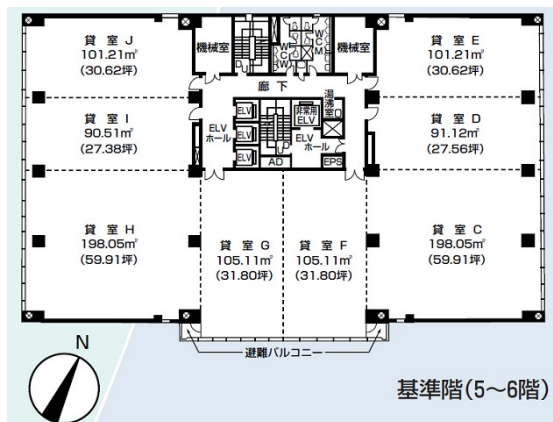 貸 室 J
101.21㎡
(30.62坪)
機械室
D
U
WCW
WCM
機械室
貸 室 E
101.21㎡
(30.62坪)
廊 下
湯沸室
貸 室 I
90.51㎡
(27.38坪)
ELV
ELV
ELV
ELV
ホール
U
D
AD
非常用
ELV
ELV
ホール
EPS
貸 室 D
91.12㎡
(27.56坪)
貸 室 H
198.05㎡
(59.91坪)
貸 室 G
105.11㎡
(31.80坪)
貸 室 F
105.11㎡
(31.80坪)
貸 室 C
198.05㎡
(59.91坪)
避難バルコニー
N
基準階(5〜6階)